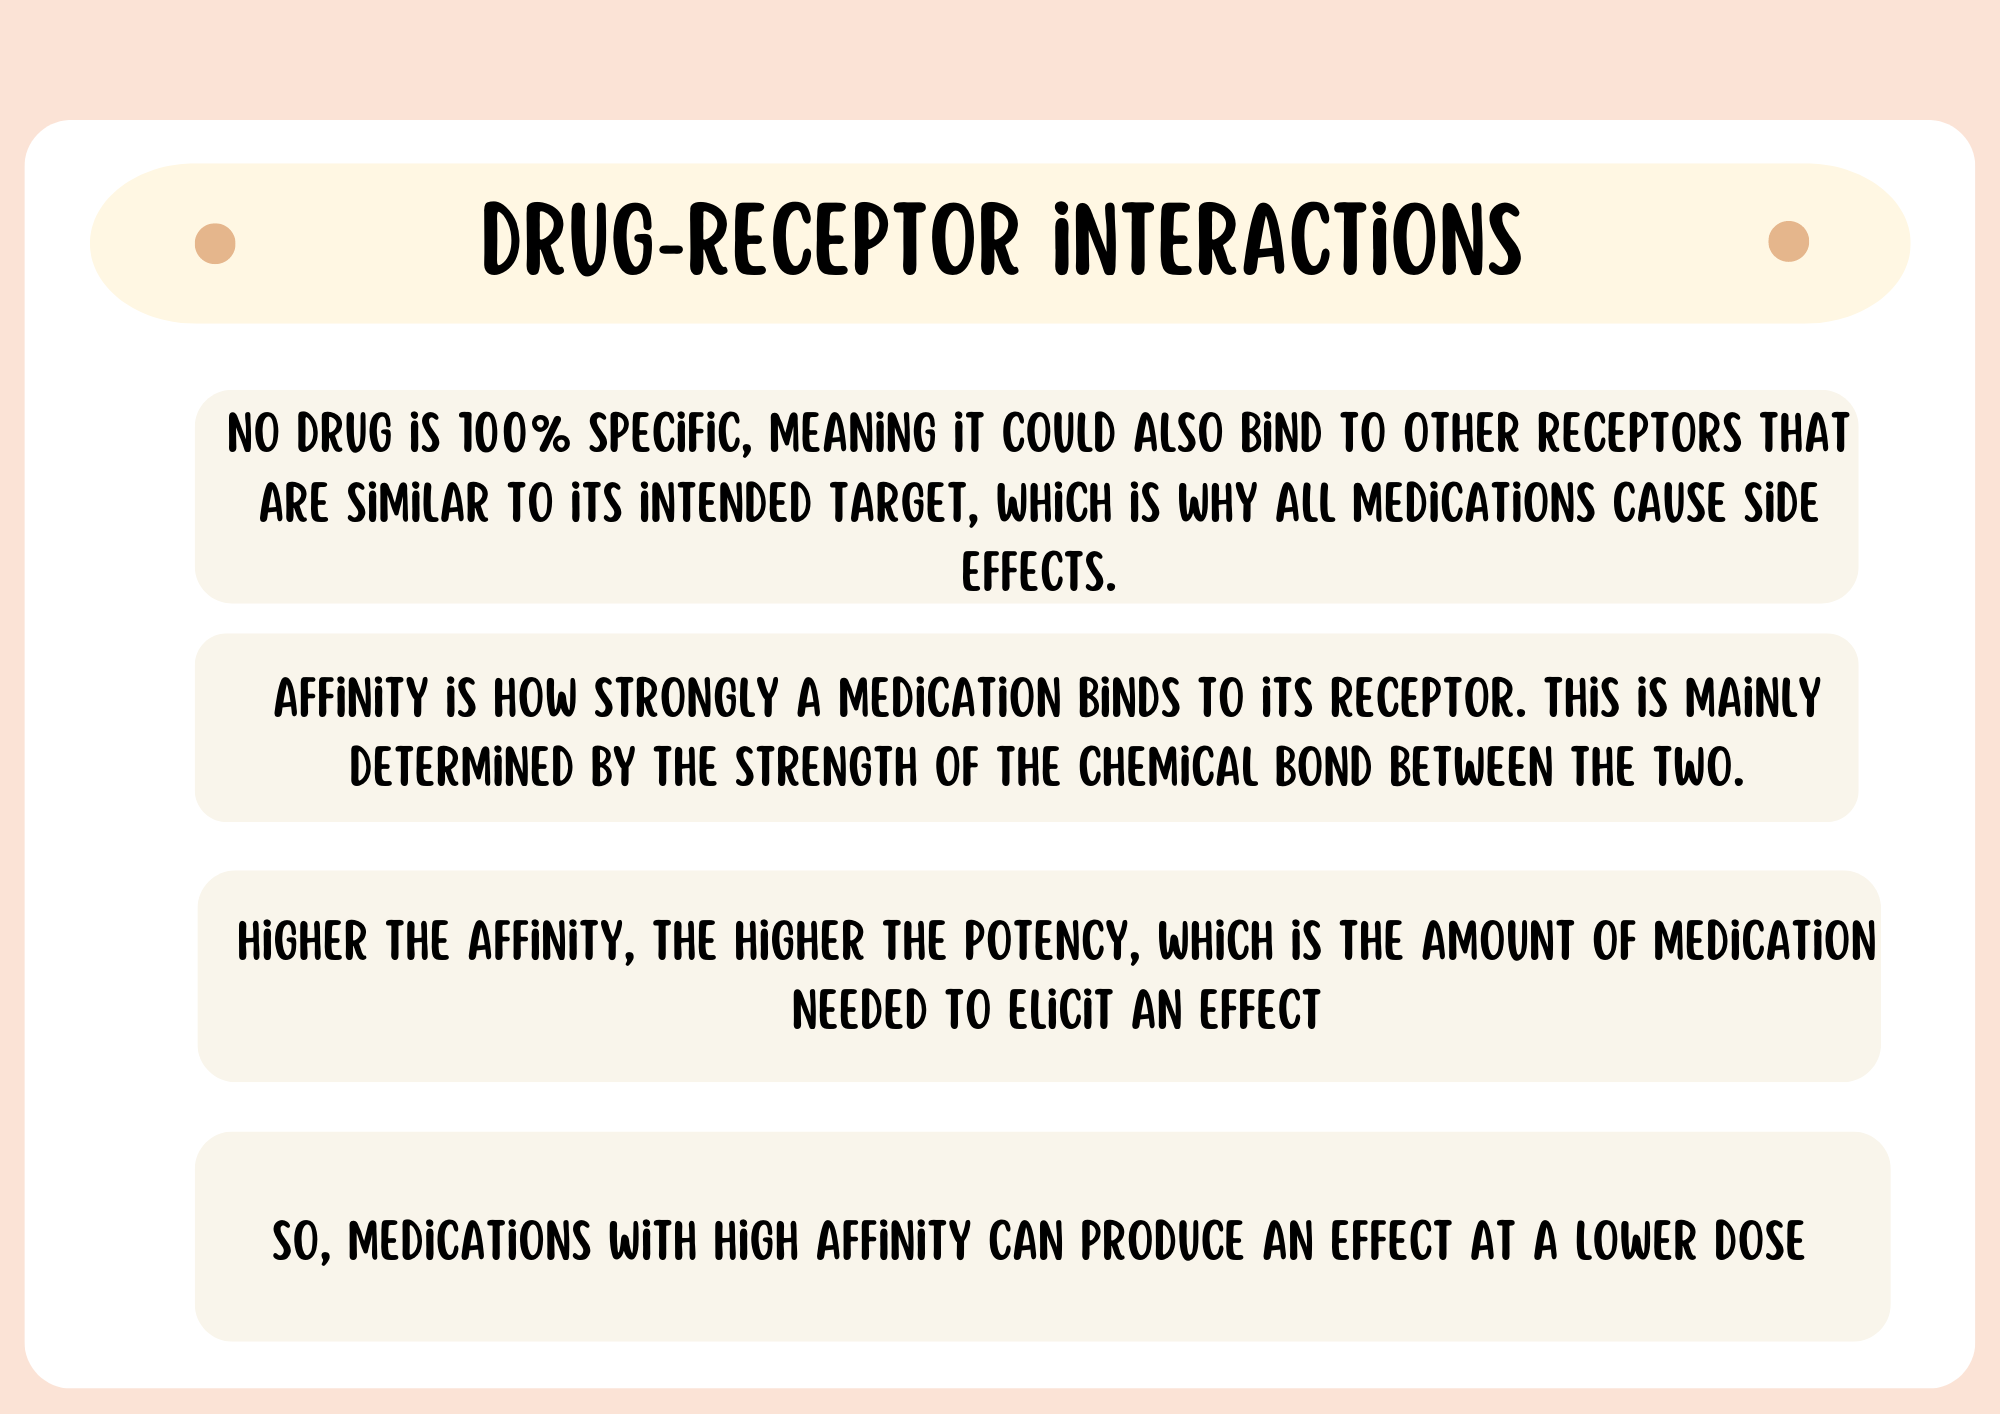 DRUG-RECEPTOR iNTERACTiONS
NO DRUG iS 100% SPECiFiC, MEANiNG iT COULD ALSO BiND TO OTHER RECEPTORS THAT
ARE SiMiLAR TO iTS iNTENDED TARGET, WHiCH iS WHY ALL MEDiCATiONS CAUSE SiDE
EFFECTS.
AFFiNiTY iS HOW STRONGLY A MEDiCATiON BiNDS TO iTS RECEPTOR. THiS iS MAiNLY
DETERMiNED BY THE STRENGTH OF THE CHEMiCAL BOND BETWEEN THE TWO.
HiGHER THE AFFiNiTY, THE HiGHER THE POTENCY, WHiCH iS THE AMOUNT OF MEDiCATiON
NEEDED TO ELiCiT AN EFFECT
SO, MEDiCATiONS WiTH HiGH AFFiNiTY CAN PRODUCE AN EFFECT AT A LOWER DOSE